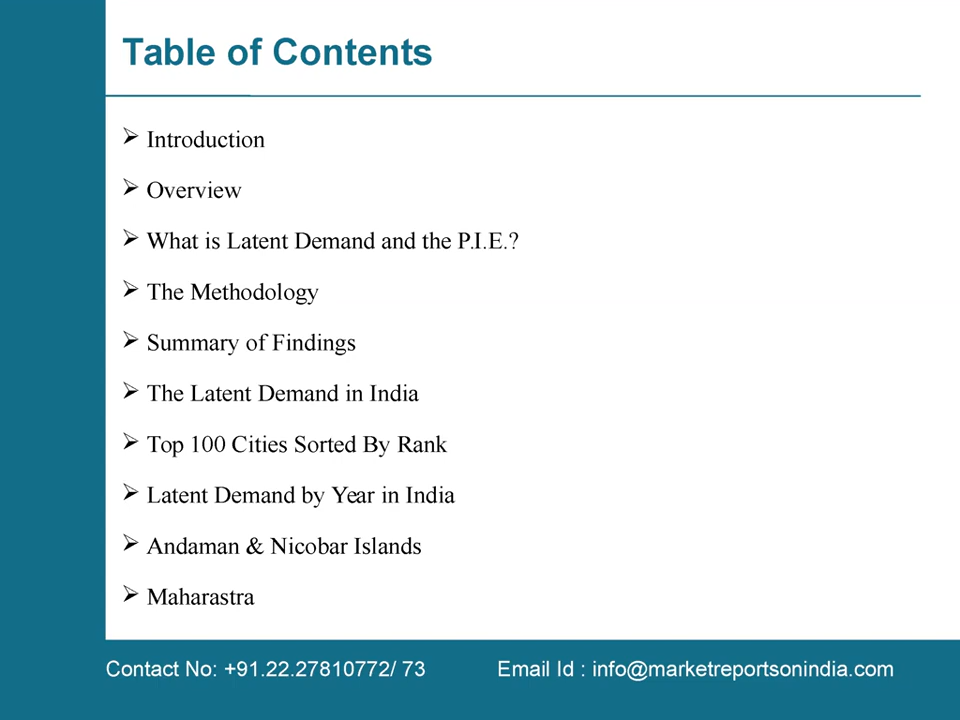 Table of Contents
➢ Introduction
➢ Overview
➢ What is Latent Demand and the P.I.E.?
➢ The Methodology
➢ Summary of Findings
➢ The Latent Demand in India
➢ Top 100 Cities Sorted By Rank
➢ Latent Demand by Year in India
➢ Andaman & Nicobar Islands
➢ Maharastra
Contact No: +91.22.27810772/ 73 Email Id : info@marketreportsonindia.com